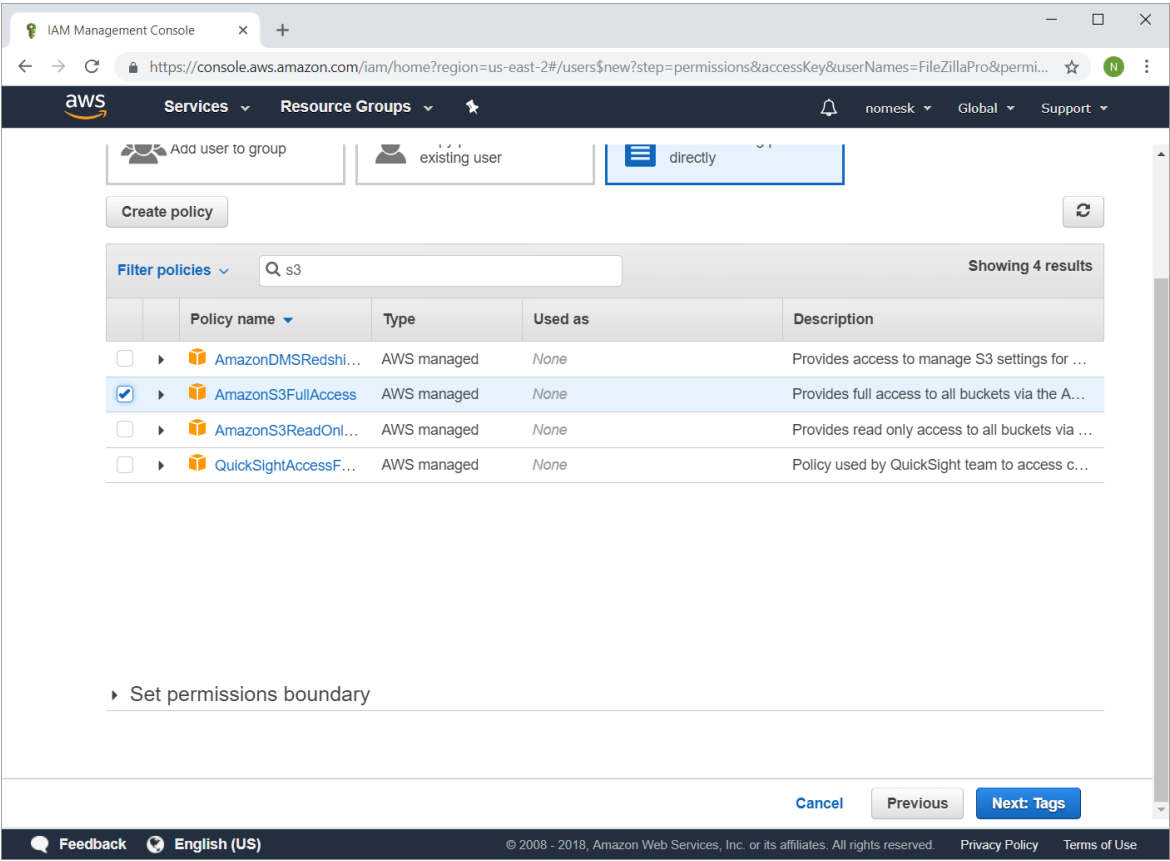 IAM Management Console
https://console.aws.amazon.com/iam/home?region=us-east-2#/users$new?step=permissions&accessKey&userNames=FileZillaPro&permi...
N
aws Services Resource Groups nomesk Global Support
Add user to group
existing user
directly
Create policy
Filter policies s3 Showing 4 results
Policy name Type Used as Description
AmazonDMSRedshi... AWS managed None Provides access to manage S3 settings for ...
AmazonS3FullAccess AWS managed None Provides full access to all buckets via the A...
AmazonS3ReadOnl... AWS managed None Provides read only access to all buckets via ...
QuickSightAccessF... AWS managed None Policy used by QuickSight team to access c...
Set permissions boundary
Cancel Previous Next: Tags
Feedback English (US) © 2008 - 2018, Amazon Web Services, Inc. or its affiliates. All rights reserved. Privacy Policy Terms of Use